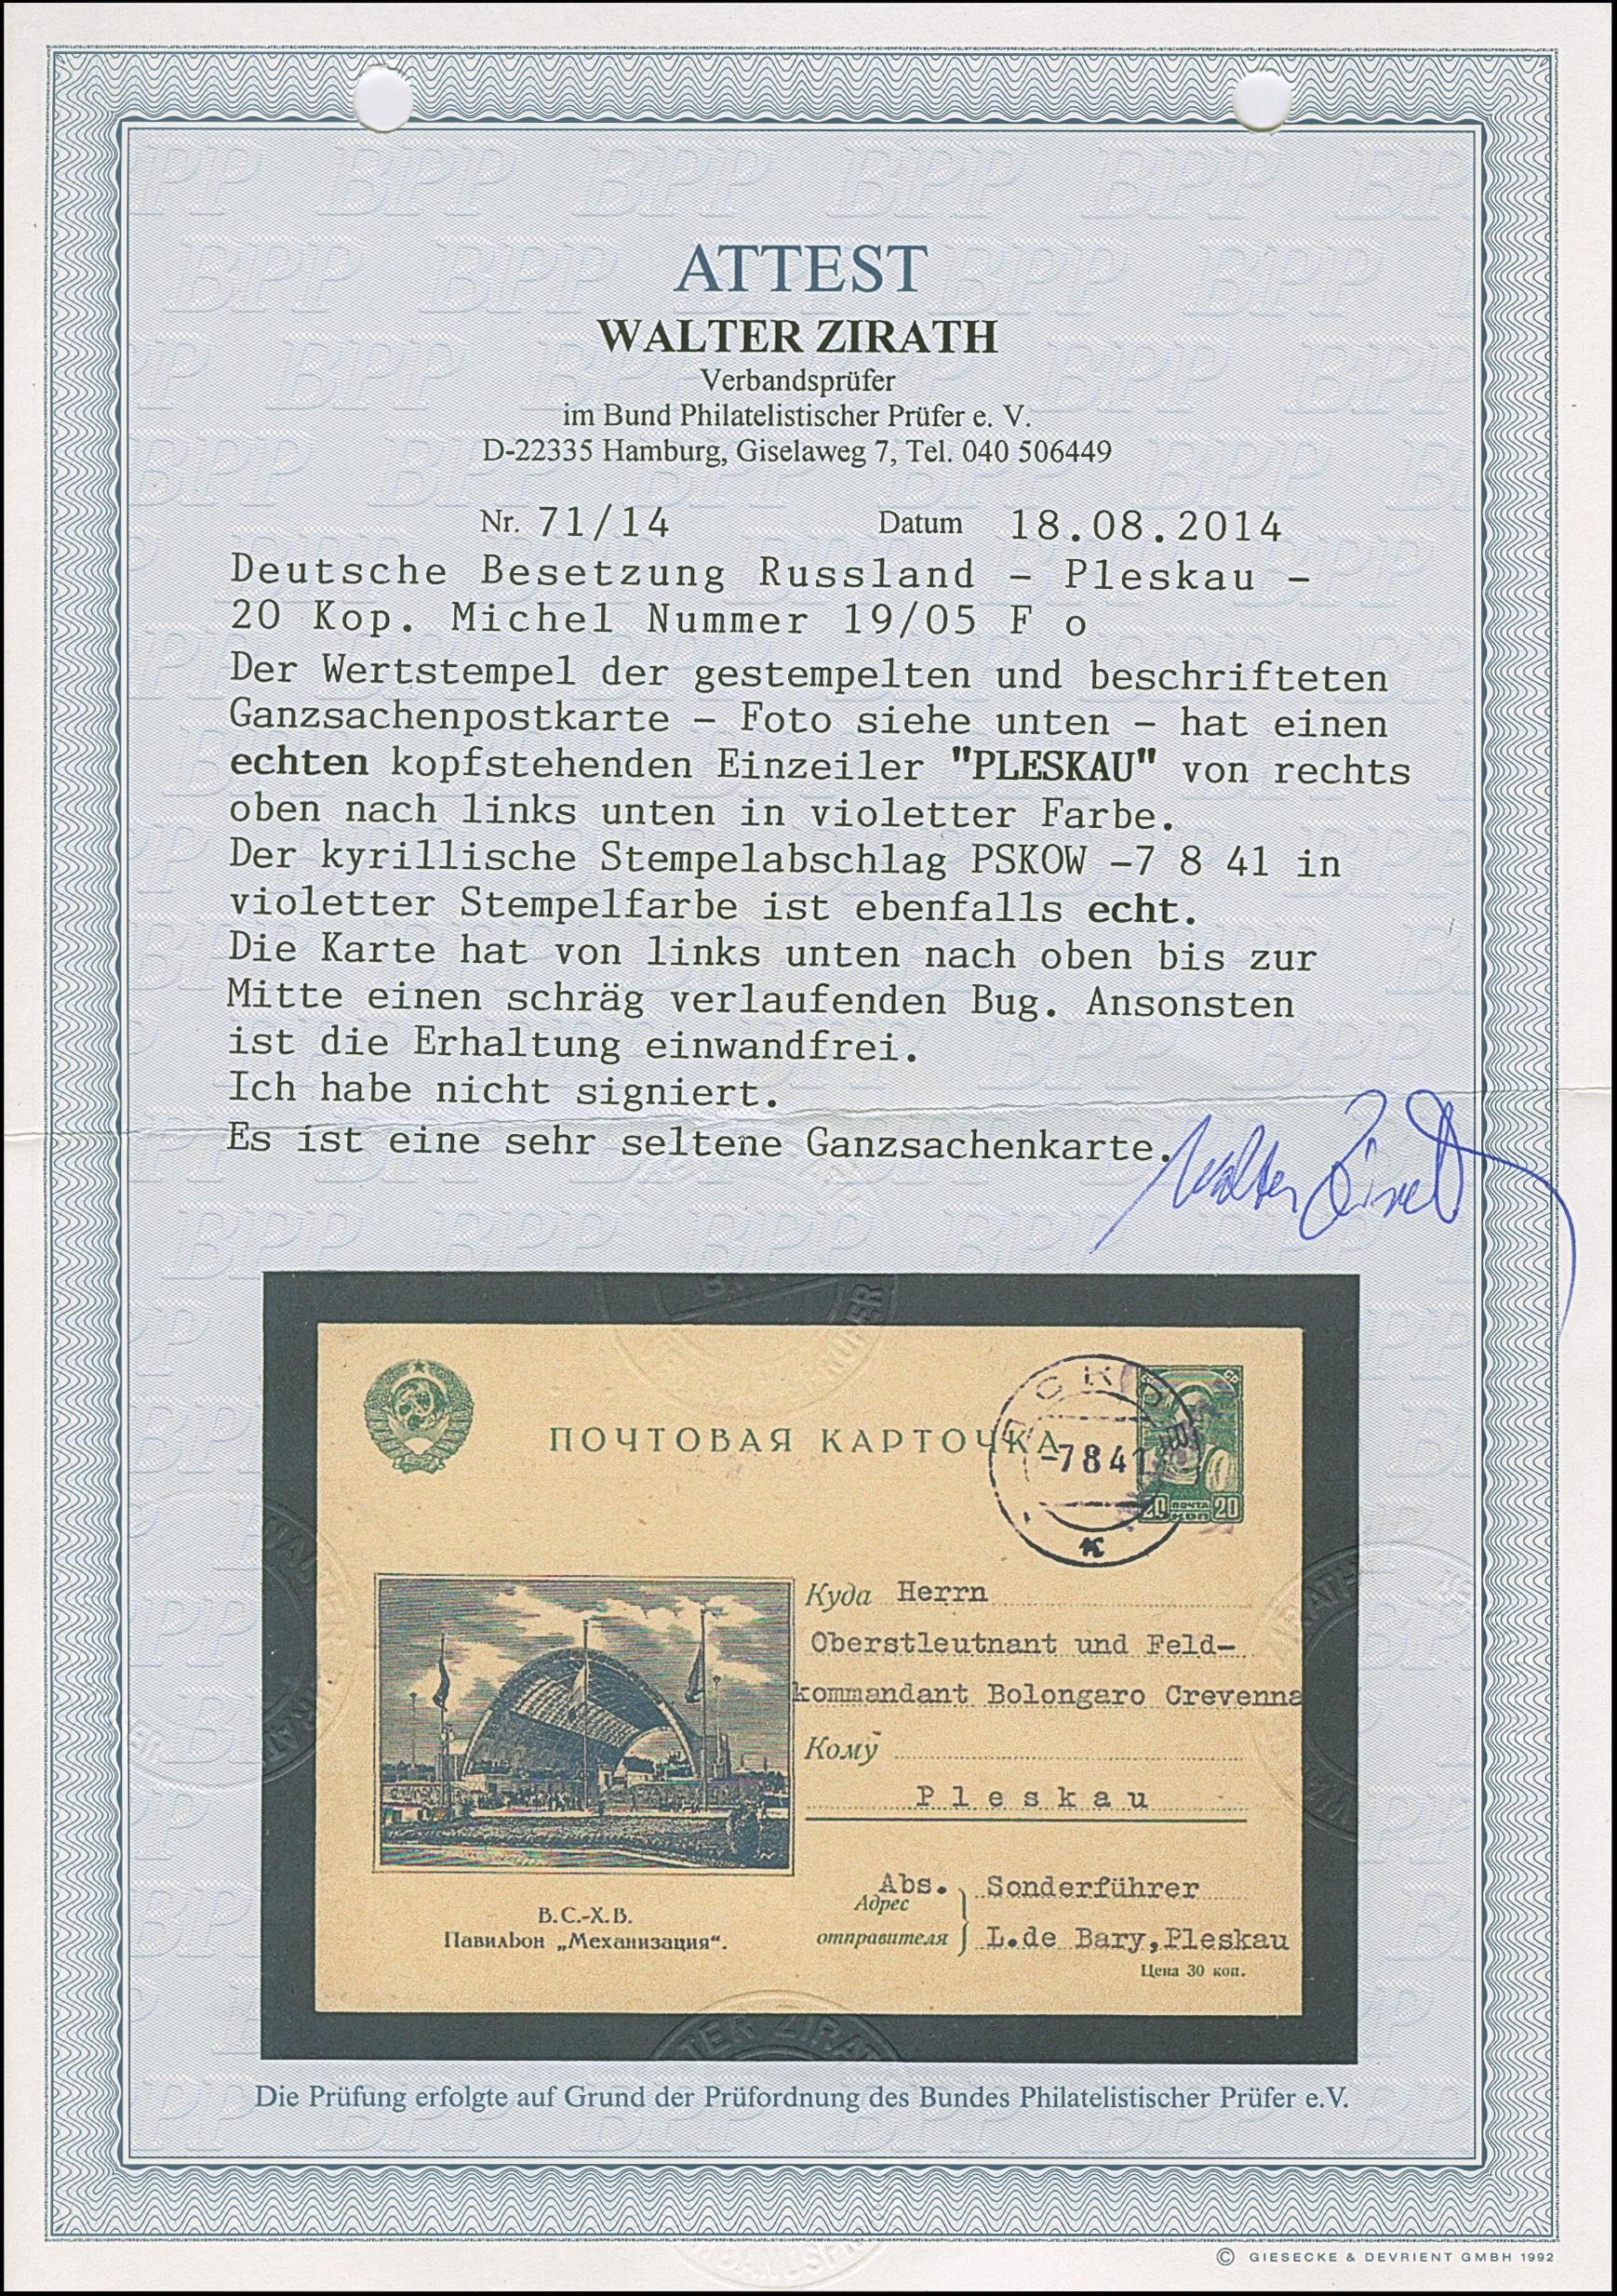 ATTEST
WALTER ZIRATH
Verbandsprüfer
im Bund Philatelistischer Prüfer e. V.
D-22335 Hamburg, Giselaweg 7, Tel. 040 506449
Nr. 71/14 Datum 18.08.2014
Deutsche Besetzung Russland - Pleskau -
20 Kop. Michel Nummer 19/05 F o
Der Wertstempel der gestempelten und beschrifteten
Ganzsachenpostkarte - Foto siehe unten - hat einen
echten kopfstehenden Einzeiler "PLESKAU" von rechts
oben nach links unten in violetter Farbe.
Der kyrillische Stempelabschlag PSKOW -7 8 41 in
violetter Stempelfarbe ist ebenfalls echt.
Die Karte hat von links unten nach oben bis zur
Mitte einen schräg verlaufenden Bug. Ansonsten
ist die Erhaltung einwandfrei.
Ich habe nicht signiert.
Es ist eine sehr seltene Ganzsachenkarte.
Walter Zirath
ПОЧТОВАЯ КАРТОЧКА
-7 8 41
к
20 ПОЧТА 20
КОП
Куда Herrn
Oberstleutnant und Feld-
kommandant Bolongaro Crevenna
Кому
Pleskau
Abs. Sonderführer
Адрес
отправителя L.de Bary,Pleskau
Цена 30 коп.
В.С.-Х.В.
Павильон „Механизация“.
Die Prüfung erfolgte auf Grund der Prüfordnung des Bundes Philatelistischer Prüfer e.V.
© GIESECKE & DEVRIENT GMBH 1992